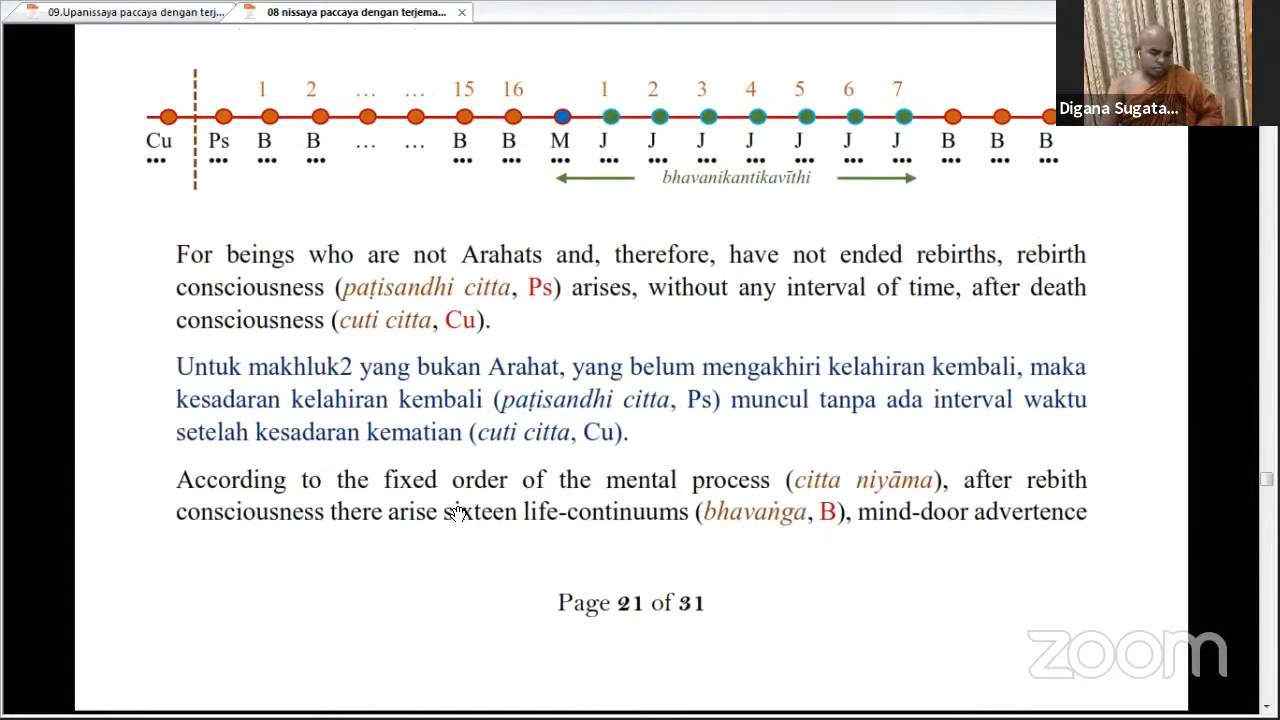 09.Upanissaya paccaya dengan terj... 08 nissaya paccaya dengan terjema...
Digana Sugata...
1 2 ... ... 15 16 1 2 3 4 5 6 7
Cu Ps B B ... ... B B M J J J J J J J B B B
••• ••• ••• ••• ••• ••• ••• ••• ••• ••• ••• ••• ••• ••• ••• ••• •••
bhavanikantikavīthi
For beings who are not Arahats and, therefore, have not ended rebirths, rebirth
consciousness (paṭisandhi citta, Ps) arises, without any interval of time, after death
consciousness (cuti citta, Cu).
Untuk makhluk2 yang bukan Arahat, yang belum mengakhiri kelahiran kembali, maka
kesadaran kelahiran kembali (paṭisandhi citta, Ps) muncul tanpa ada interval waktu
setelah kesadaran kematian (cuti citta, Cu).
According to the fixed order of the mental process (citta niyāma), after rebith
consciousness there arise sixteen life-continuums (bhavaṅga, B), mind-door advertence
Page 21 of 31
zoom